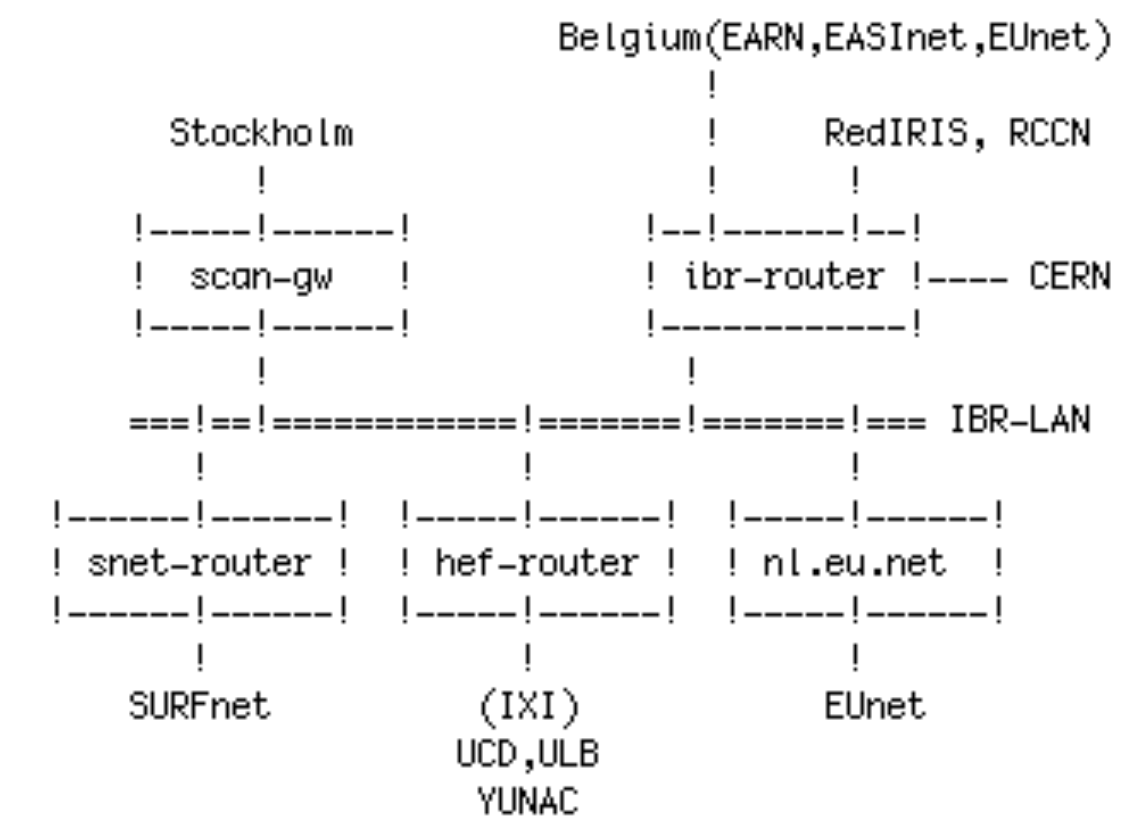 Belgium(EARN,EASInet,EUnet)
!
Stockholm ! RedIRIS, RCCN
! ! !
!-----!------! !--!------!--!
! scan-gw ! ! ibr-router !---- CERN
!-----!------! !------------!
! !
===!==!============!=======!=======!=== IBR-LAN
! ! !
!------!------! !-----!------! !-----!------!
! snet-router ! ! hef-router ! ! nl.eu.net !
!------!------! !-----!------! !-----!------!
! ! !
SURFnet (IXI) EUnet
UCD,ULB
YUNAC